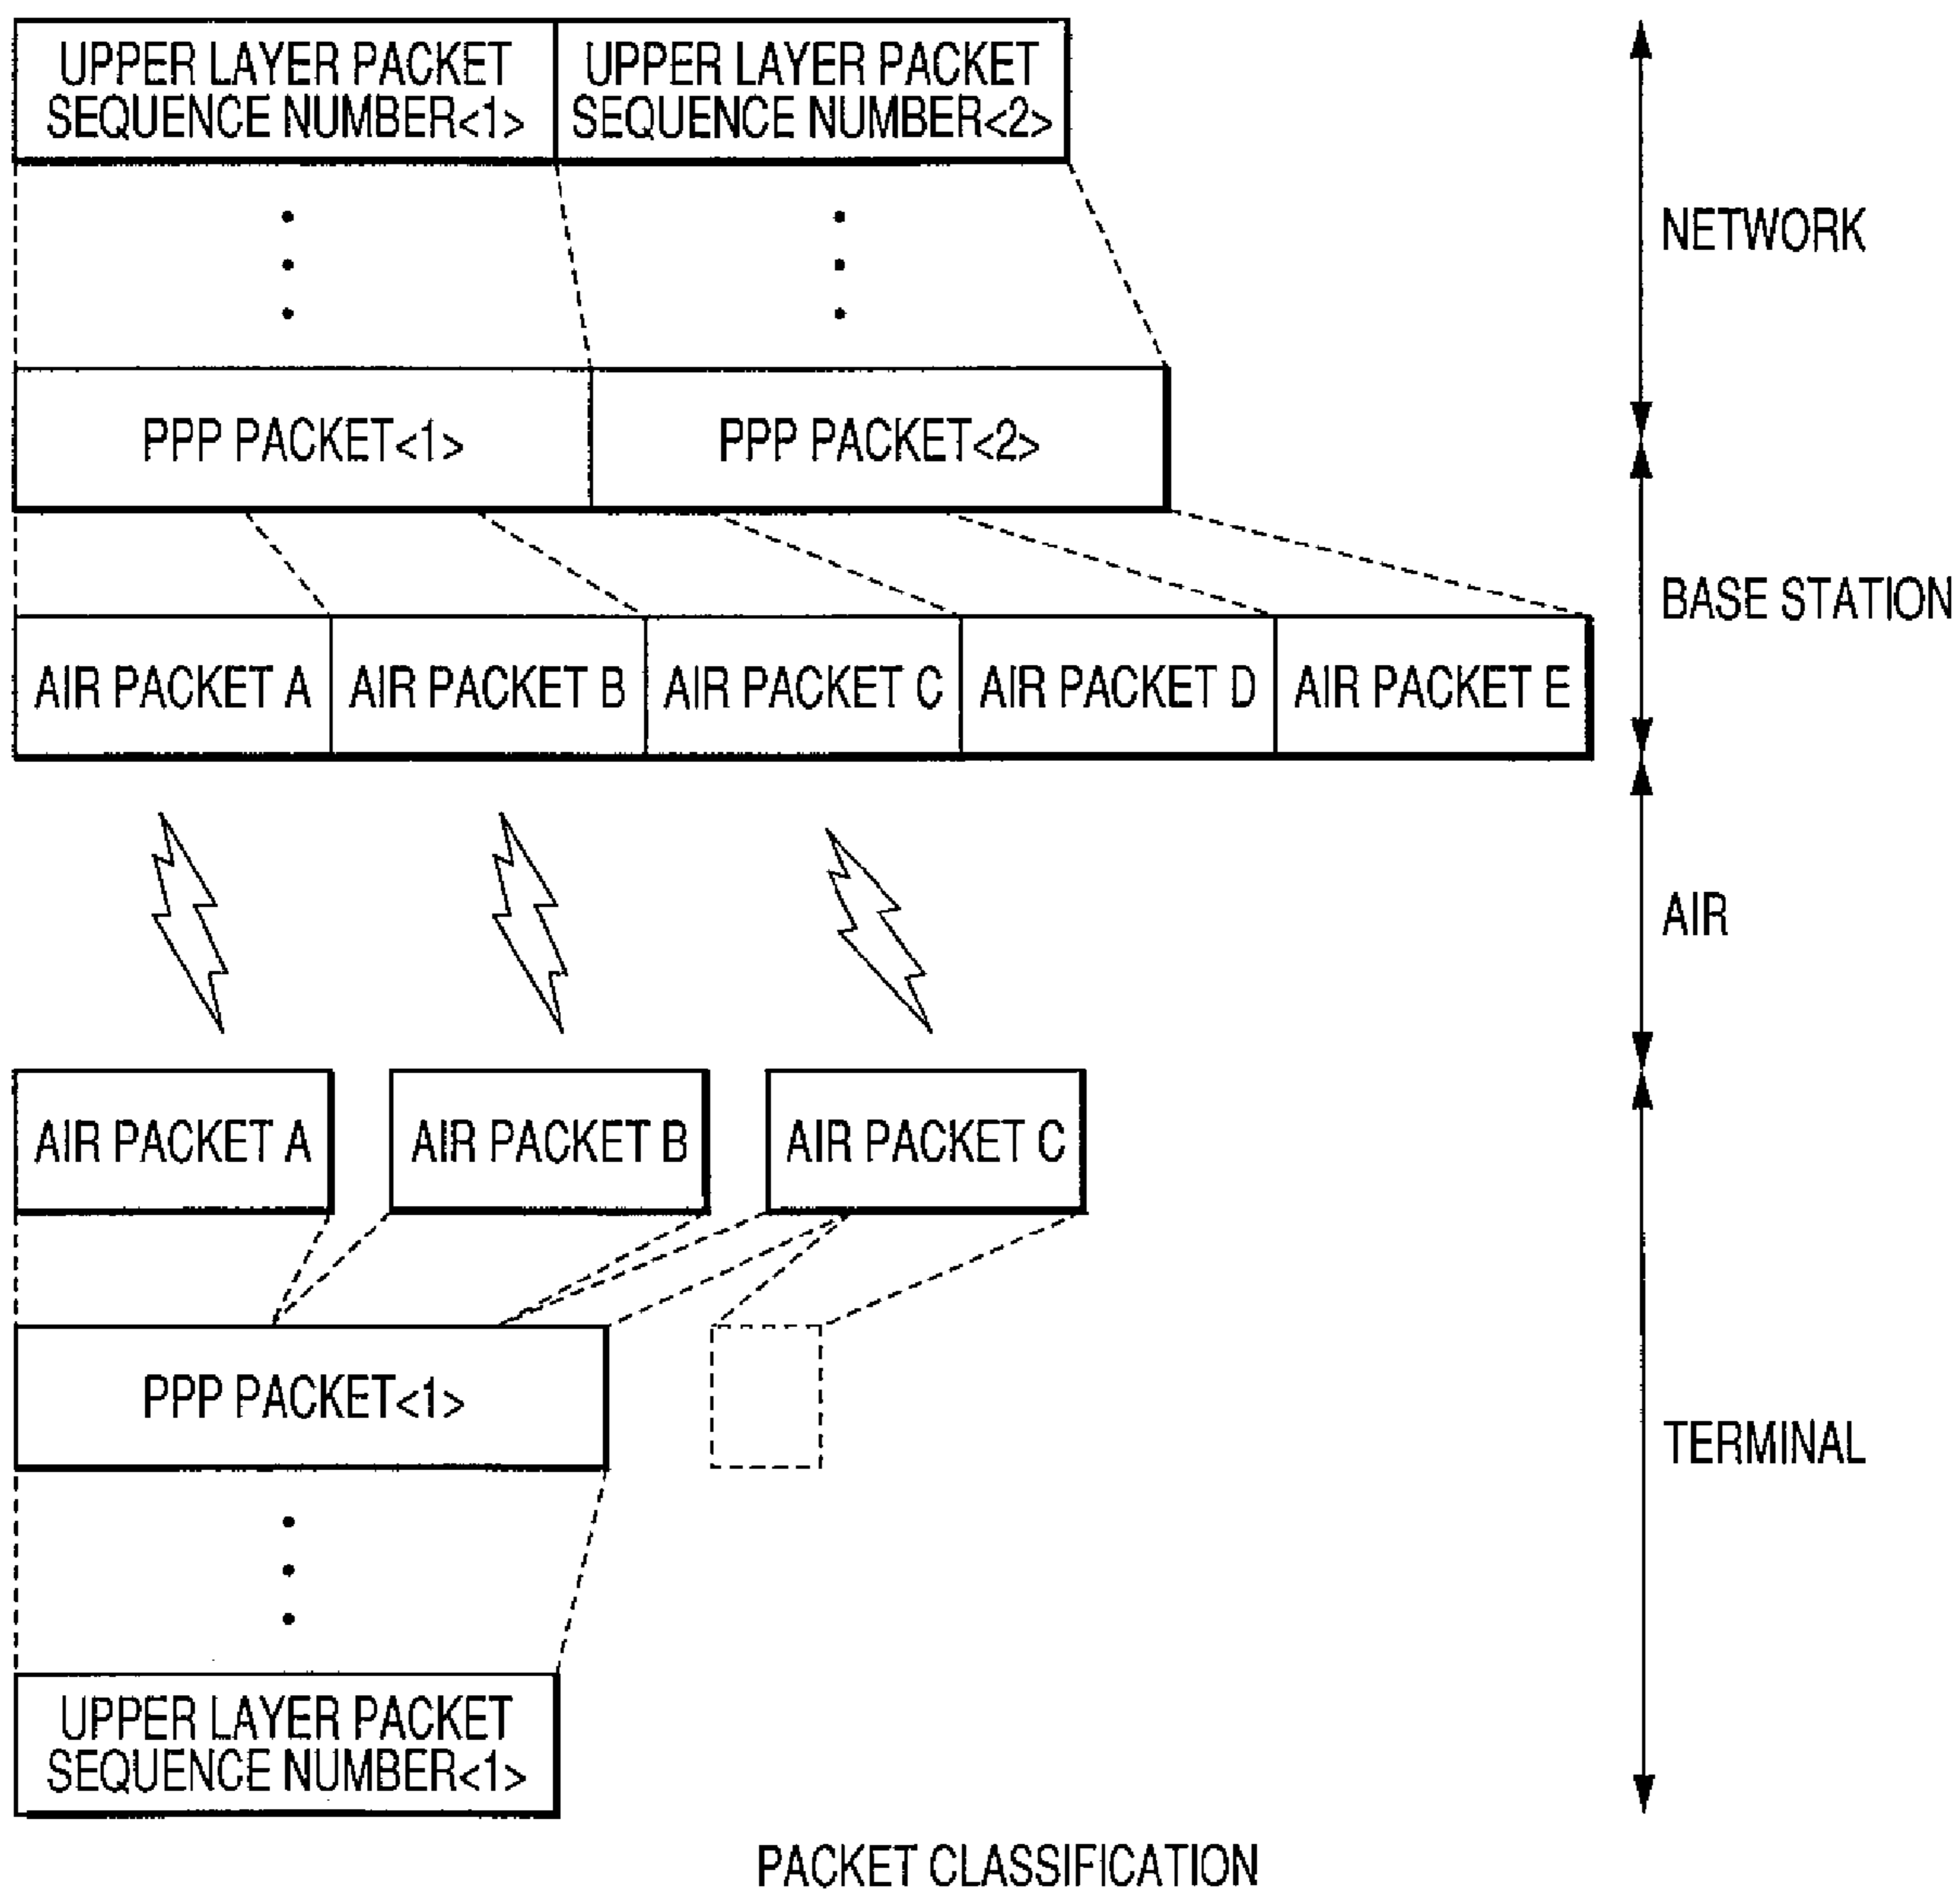 UPPER LAYER PACKET
SEQUENCE NUMBER<1>
UPPER LAYER PACKET
SEQUENCE NUMBER<2>
NETWORK
PPP PACKET<1>
PPP PACKET<2>
BASE STATION
AIR PACKET A
AIR PACKET B
AIR PACKET C
AIR PACKET D
AIR PACKET E
AIR
AIR PACKET A
AIR PACKET B
AIR PACKET C
PPP PACKET<1>
TERMINAL
UPPER LAYER PACKET
SEQUENCE NUMBER<1>
PACKET CLASSIFICATION